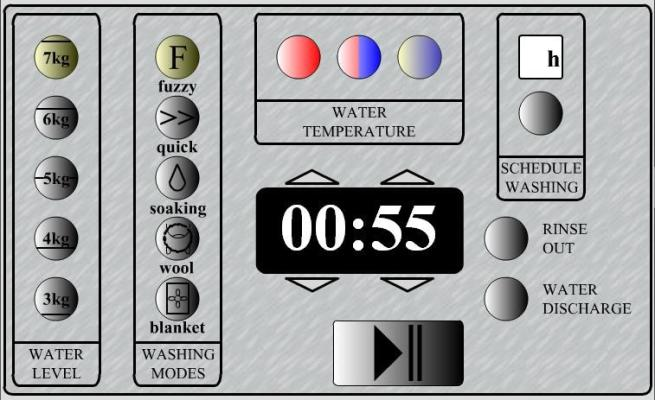 7kg
6kg
5kg
4kg
3kg
WATER
LEVEL
F
fuzzy
>>
quick
soaking
wool
blanket
WASHING
MODES
WATER
TEMPERATURE
00:55
h
SCHEDULE
WASHING
RINSE
OUT
WATER
DISCHARGE